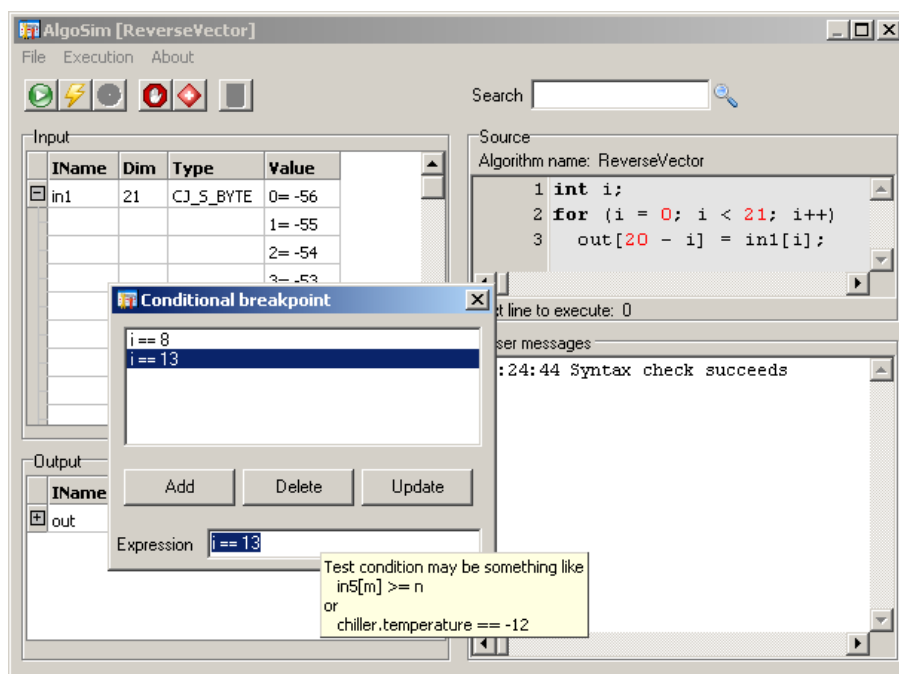 AlgoSim [ReverseVector]
File Execution About
Search
Input
IName Dim Type Value
in1 21 CJ_S_BYTE 0= -56
1= -55
2= -54
3= -53
Source
Algorithm name: ReverseVector
1 int i;
2 for (i = 0; i < 21; i++)
3 out[20 - i] = in1[i];
line to execute: 0
messages
:24:44 Syntax check succeeds
Conditional breakpoint
i == 8
i == 13
Add Delete Update
Expression i == 13
Test condition may be something like
in5[m] >= n
or
chiller.temperature == -12
Output
IName
out